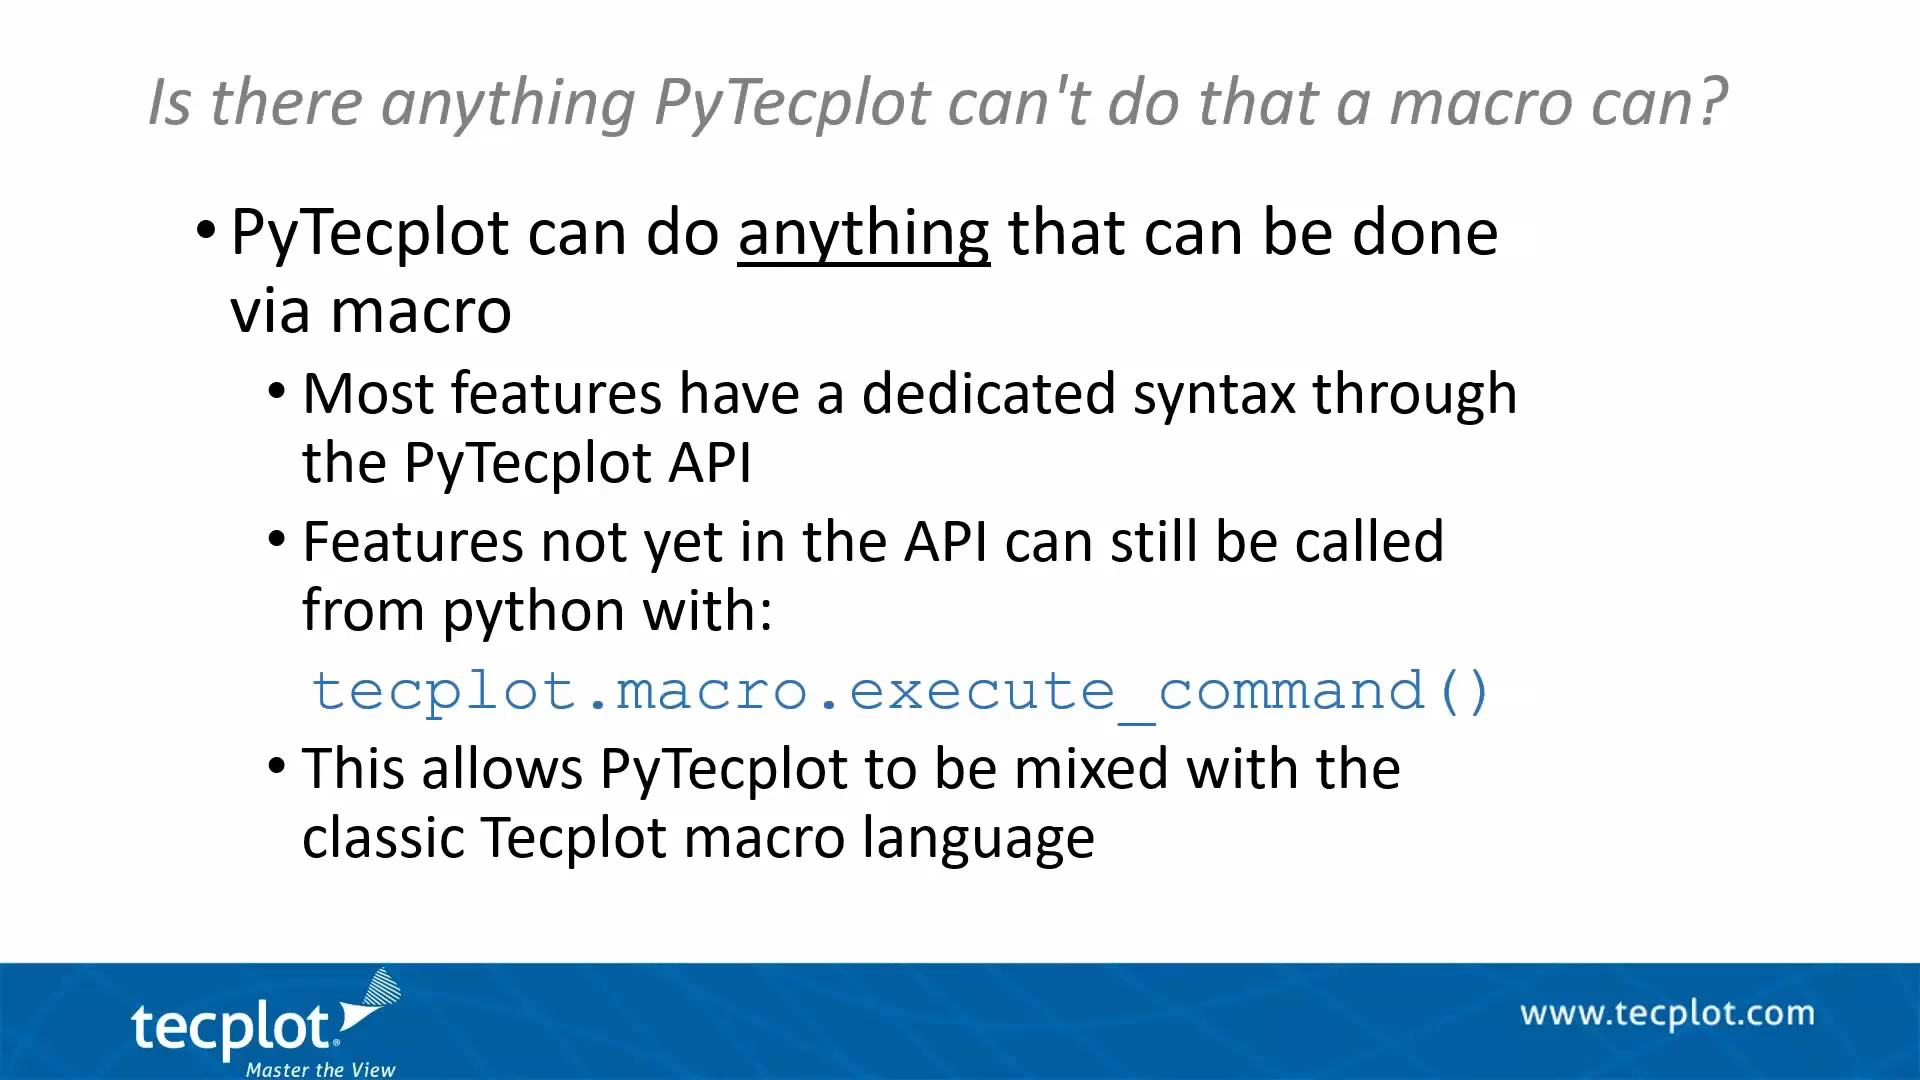 Is there anything PyTecplot can't do that a macro can?
• PyTecplot can do anything that can be done
via macro
• Most features have a dedicated syntax through
the PyTecplot API
• Features not yet in the API can still be called
from python with:
tecplot.macro.execute_command()
• This allows PyTecplot to be mixed with the
classic Tecplot macro language
tecplot®
Master the View
www.tecplot.com